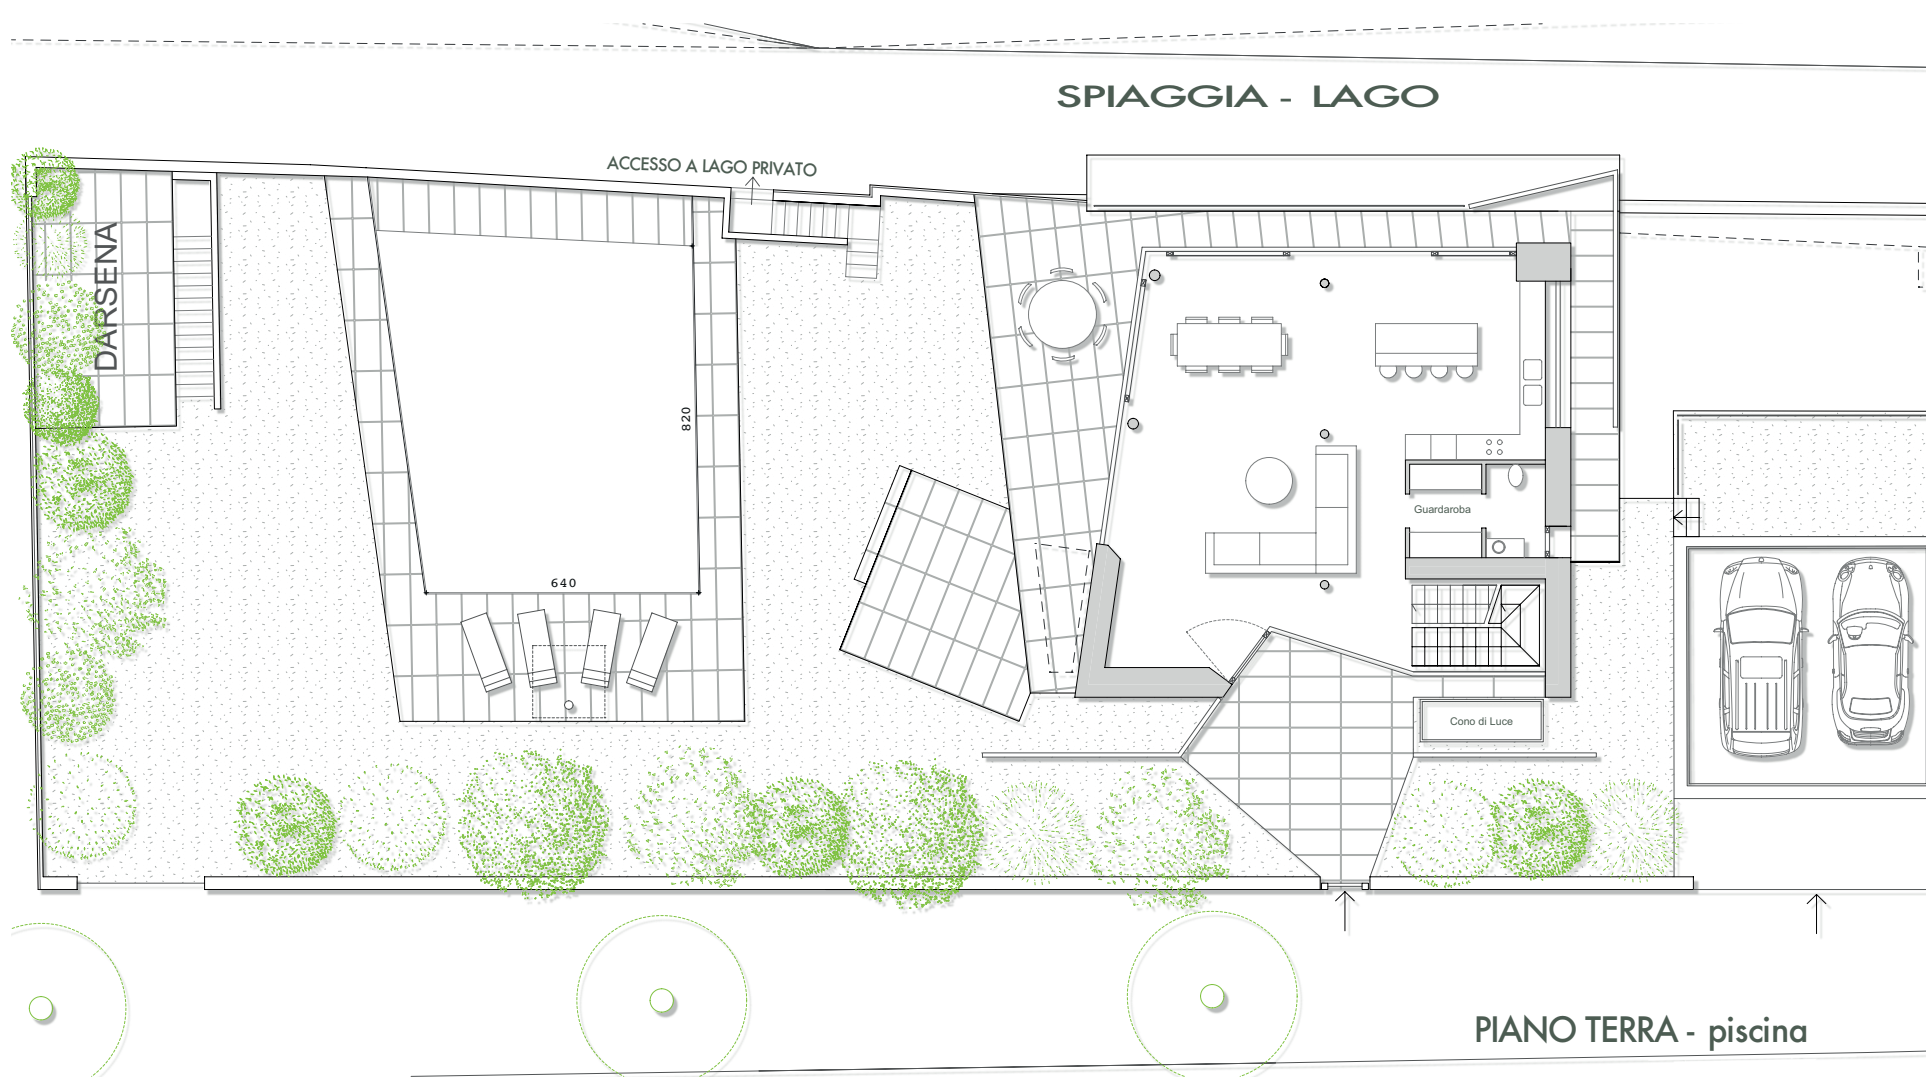 SPIAGGIA - LAGO
ACCESSO A LAGO PRIVATO
DARSENA
820
640
Guardaroba
Cono di Luce
PIANO TERRA - piscina